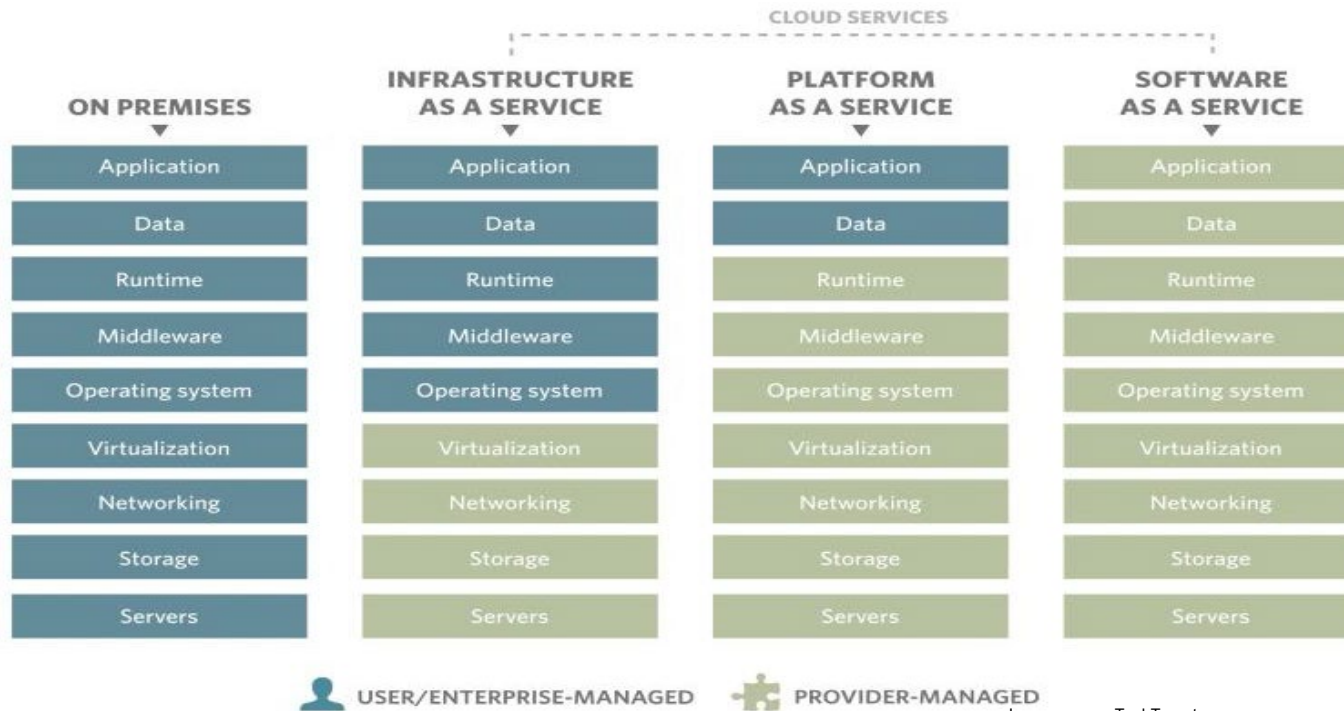 CLOUD SERVICES
ON PREMISES
INFRASTRUCTURE
AS A SERVICE
PLATFORM
AS A SERVICE
SOFTWARE
AS A SERVICE
Application
Data
Runtime
Middleware
Operating system
Virtualization
Networking
Storage
Servers
Application
Data
Runtime
Middleware
Operating system
Virtualization
Networking
Storage
Servers
Application
Data
Runtime
Middleware
Operating system
Virtualization
Networking
Storage
Servers
Application
Data
Runtime
Middleware
Operating system
Virtualization
Networking
Storage
Servers
USER/ENTERPRISE-MANAGED
PROVIDER-MANAGED